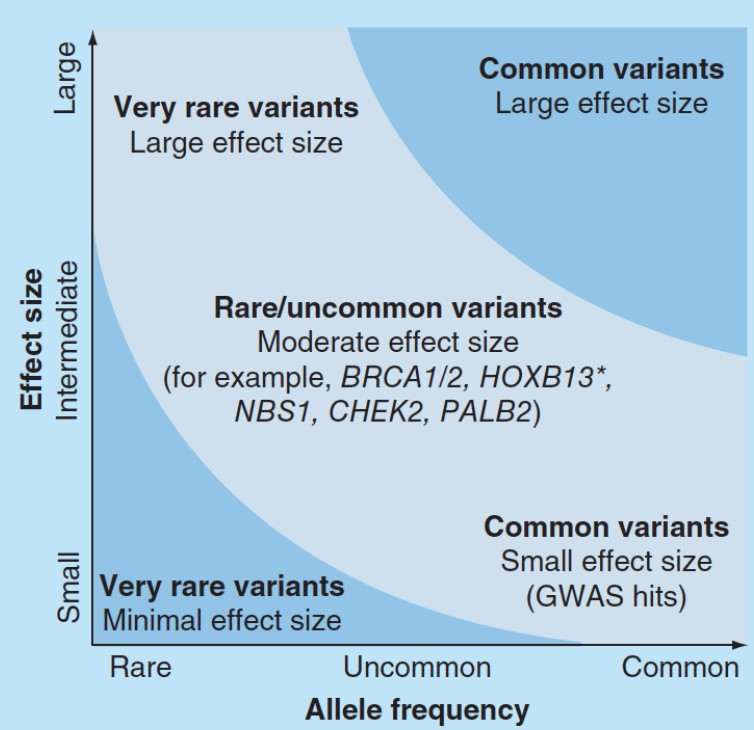 Effect size
Large
Intermediate
Small
Very rare variants
Large effect size
Common variants
Large effect size
Rare/uncommon variants
Moderate effect size
(for example, BRCA1/2, HOXB13*,
NBS1, CHEK2, PALB2)
Common variants
Small effect size
(GWAS hits)
Very rare variants
Minimal effect size
Rare
Uncommon
Common
Allele frequency